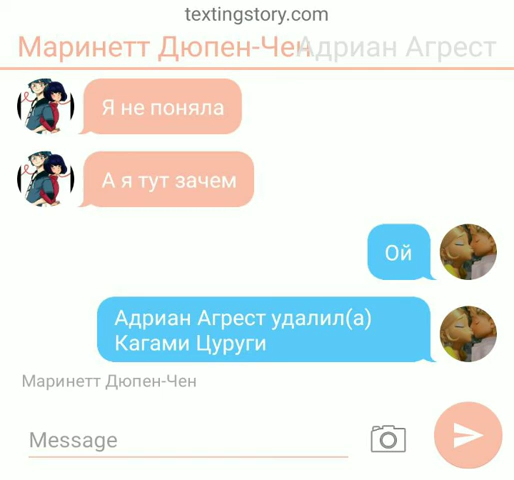 textingstory.com
Маринетт Дюпен-Чен
Адриан Агрест
Я не поняла
А я тут зачем
Ой
Адриан Агрест удалил(а)
Кагами Цуруги
Маринетт Дюпен-Чен
Message